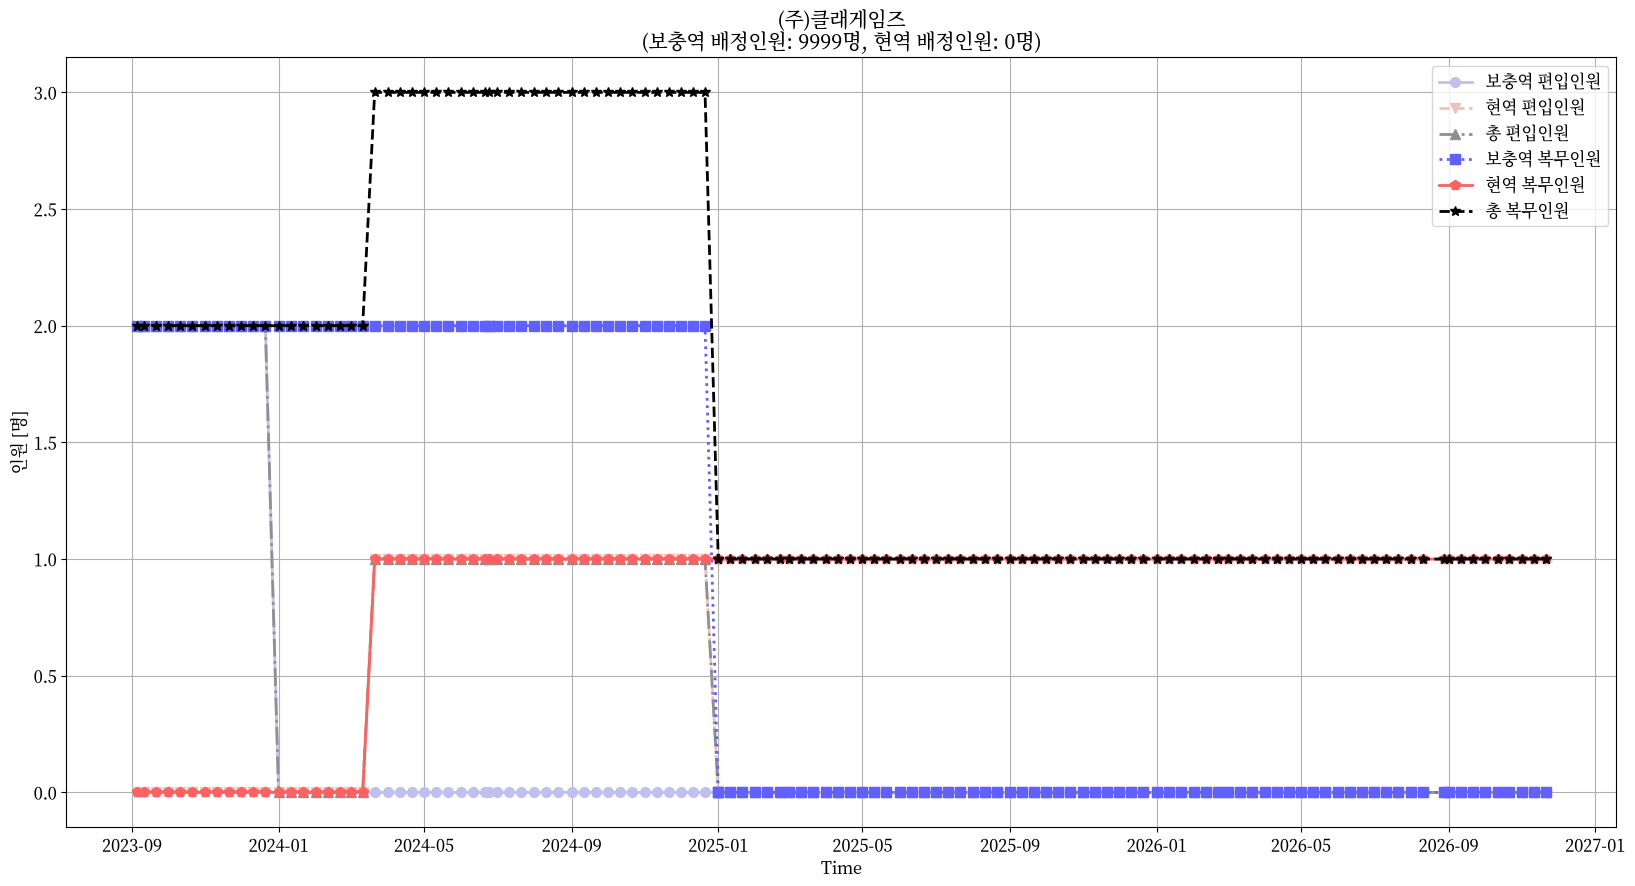 (주)클래게임즈
(보충역 배정인원: 9999명, 현역 배정인원: 0명)
보충역 편입인원
현역 편입인원
총 편입인원
보충역 복무인원
현역 복무인원
총 복무인원
인원 [명]
3.0
2.5
2.0
1.5
1.0
0.5
0.0
2023-09 2024-01 2024-05 2024-09 2025-01 2025-05 2025-09 2026-01 2026-05 2026-09 2027-01
Time